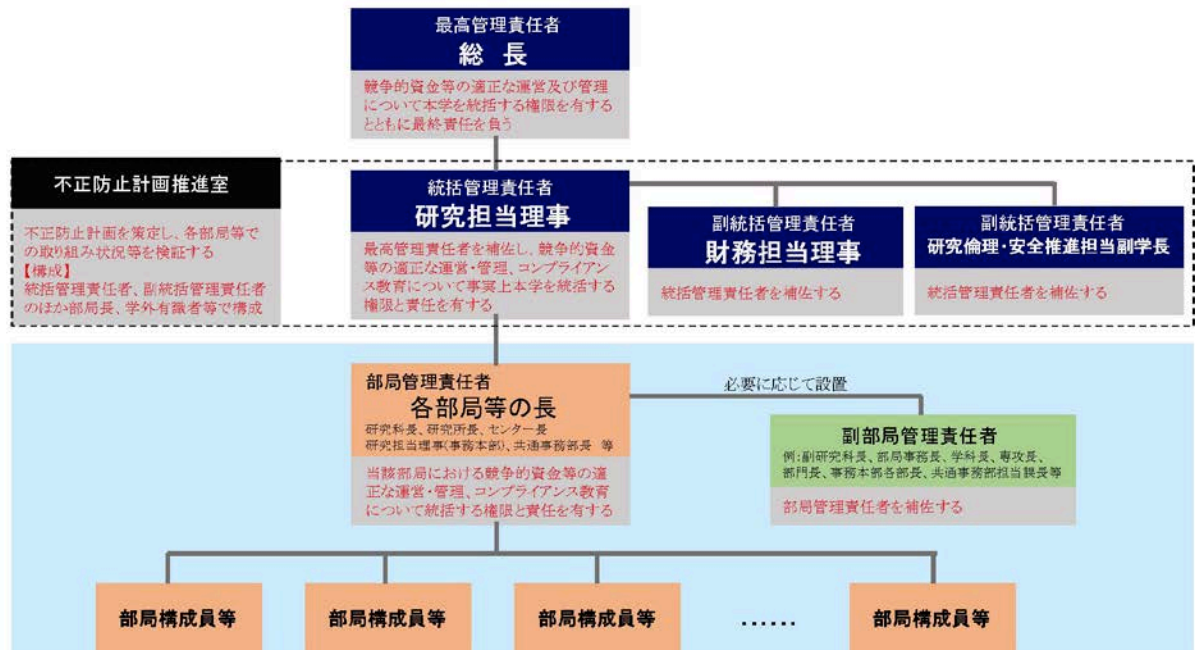 最高管理責任者
総 長
競争的資金等の適正な運営及び管理
について本学を統括する権限を有する
とともに最終責任を負う
不正防止計画推進室
不正防止計画を策定し、各部局等で
の取り組み状況等を検証する
【構成】
統括管理責任者、副統括管理責任者
のほか部局長、学外有識者等で構成
統括管理責任者
研究担当理事
最高管理責任者を補佐し、競争的資金
等の適正な運営・管理、コンプライアン
ス教育について事実上本学を統括する
権限と責任を有する
副統括管理責任者
財務担当理事
統括管理責任者を補佐する
副統括管理責任者
研究倫理・安全推進担当副学長
統括管理責任者を補佐する
部局管理責任者
各部局等の長
研究科長、研究所長、センター長
研究担当理事(事務本部)、共通事務部長 等
当該部局における競争的資金等の適
正な運営・管理、コンプライアンス教育
について統括する権限と責任を有する
必要に応じて設置
副部局管理責任者
例:副研究科長、部局事務長、学科長、専攻長、
部門長、事務本部各部長、共通事務部担当課長等
部局管理責任者を補佐する
部局構成員等
部局構成員等
部局構成員等
……
部局構成員等